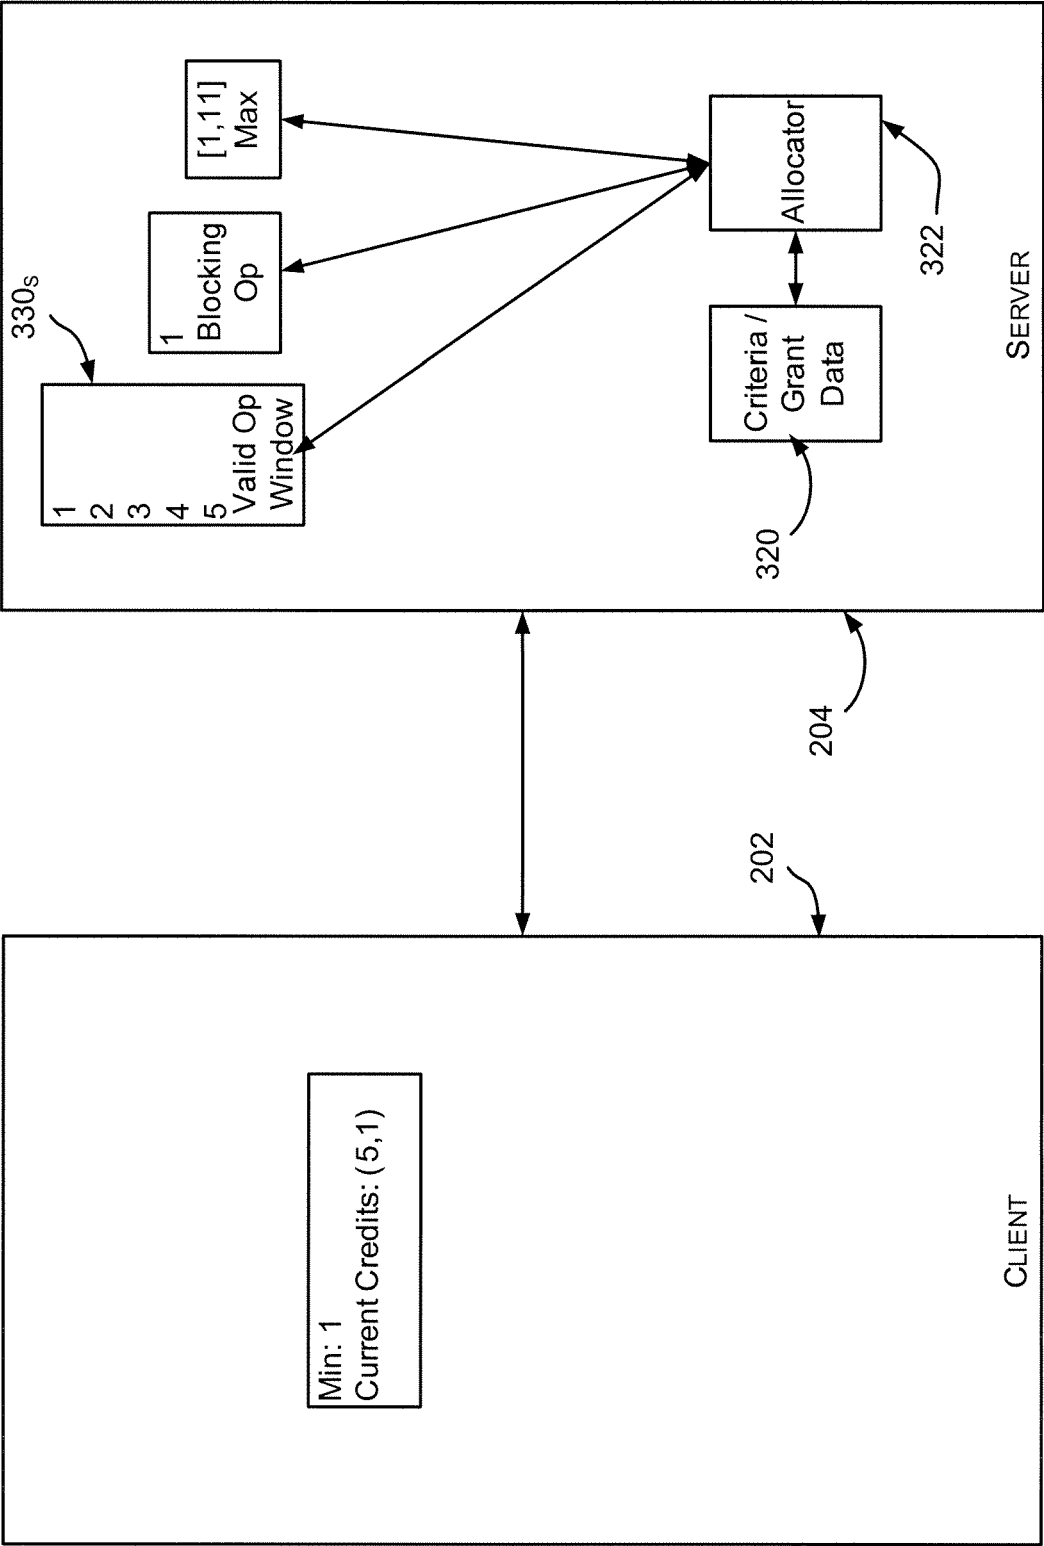 Min: 1
Current Credits: (5,1)
CLIENT
202
204
330S
1
2
3
4
5
Valid Op
Window
1
Blocking
Op
[1,11]
Max
320
Criteria /
Grant
Data
Allocator
322
SERVER